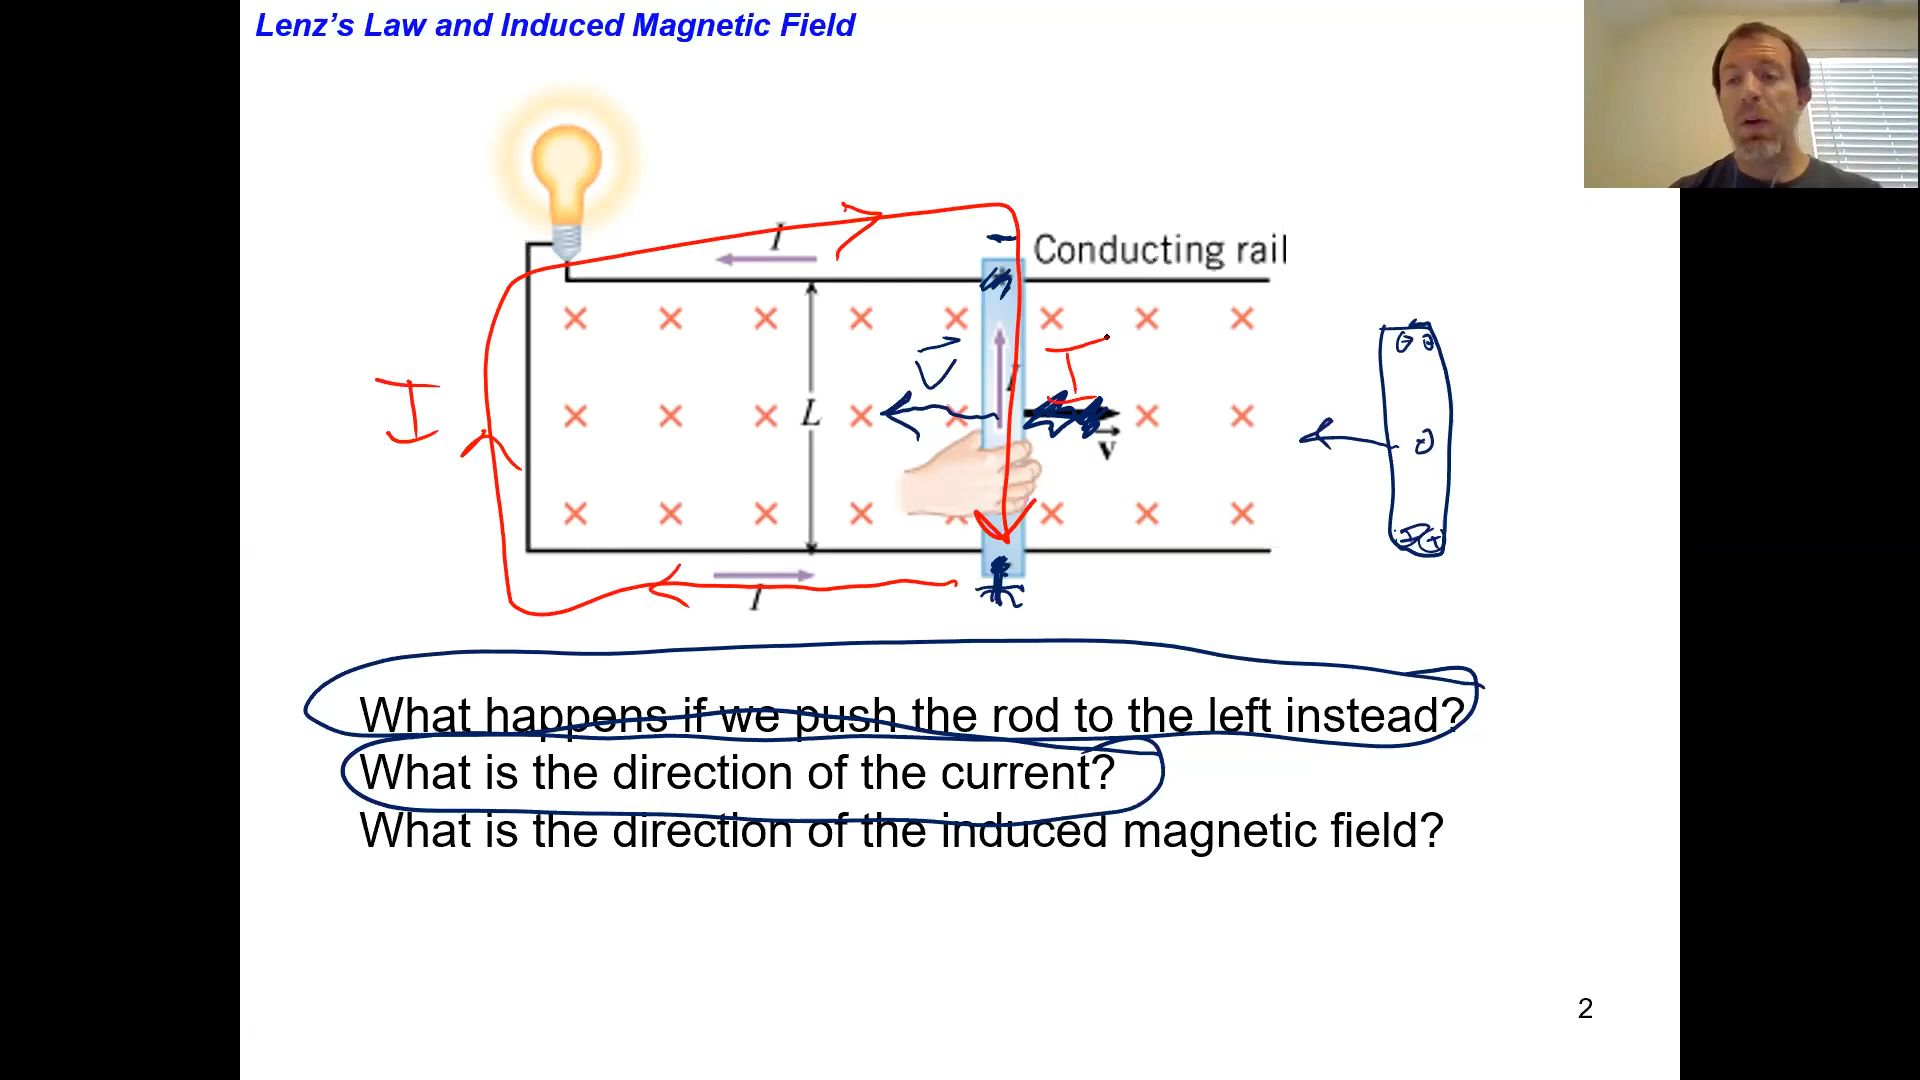 Lenz’s Law and Induced Magnetic Field
I
Conducting rail
V
I
I
I
L
v
I
What happens if we push the rod to the left instead?
What is the direction of the current?
What is the direction of the induced magnetic field?
2